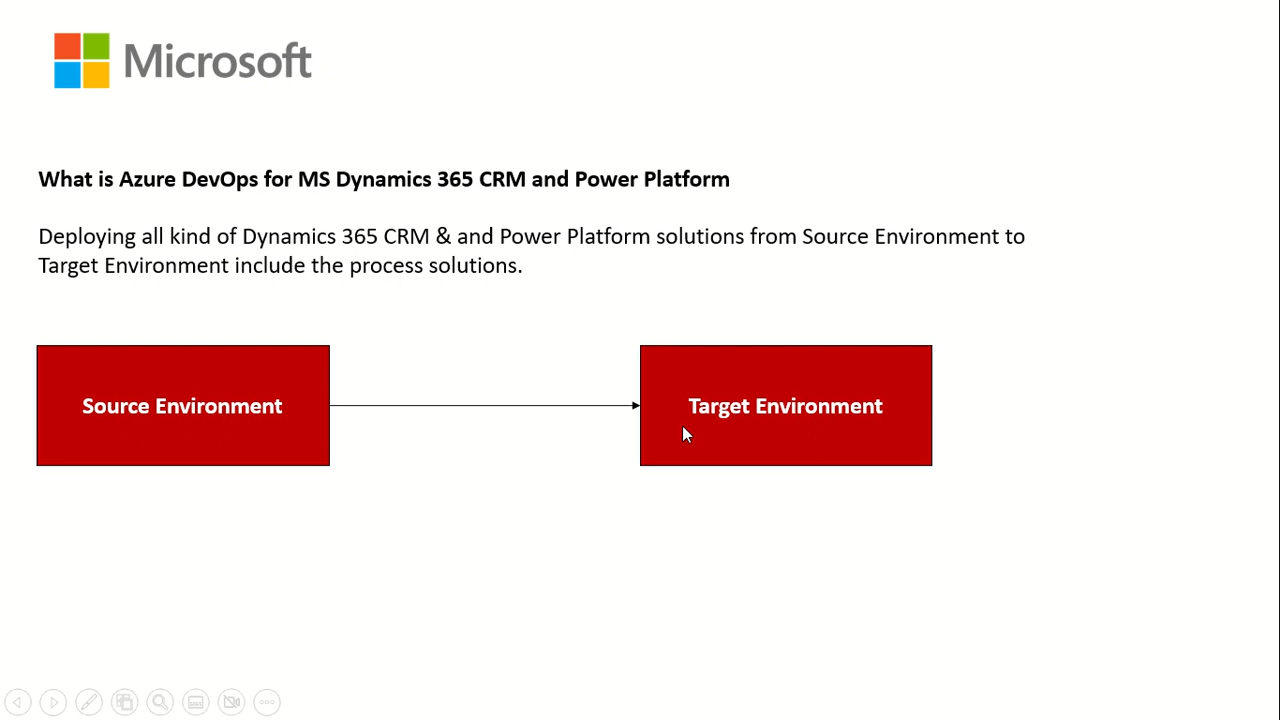 Microsoft
What is Azure DevOps for MS Dynamics 365 CRM and Power Platform
Deploying all kind of Dynamics 365 CRM & and Power Platform solutions from Source Environment to
Target Environment include the process solutions.
Source Environment
Target Environment